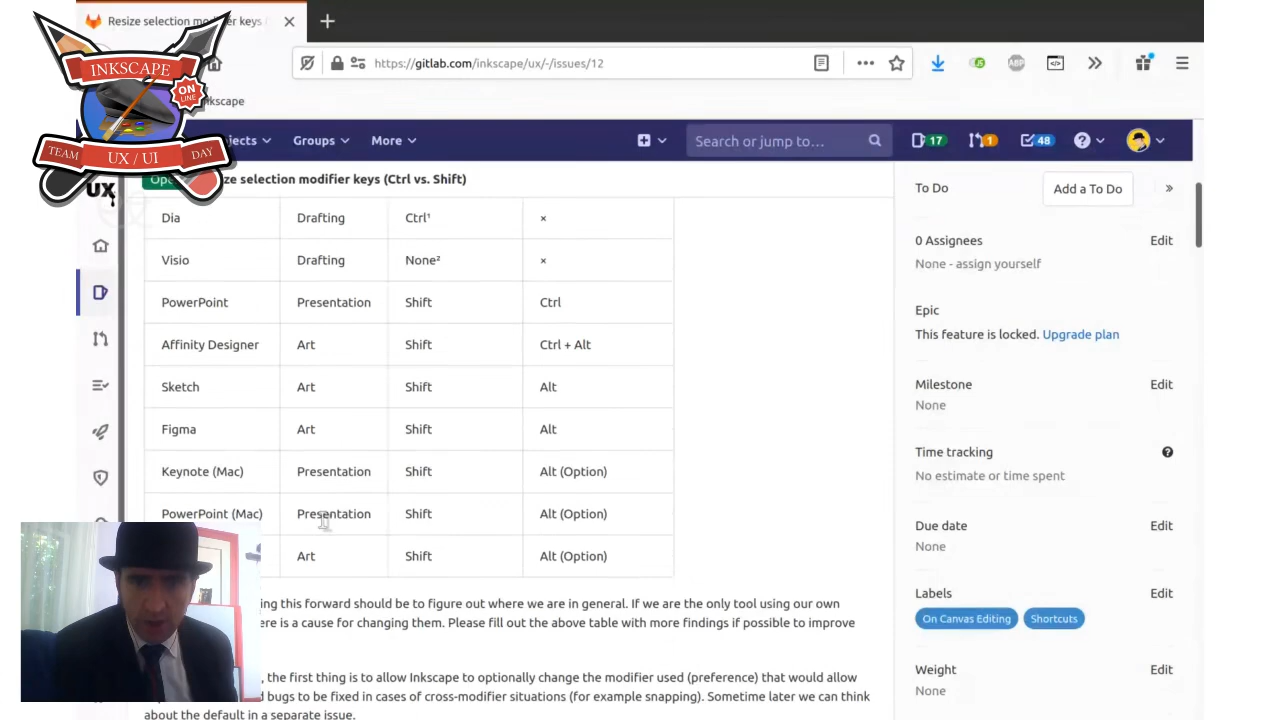 Resize selection modifier keys (
INKSCAPE
ON
LINE
TEAM
UX / UI
DAY
https://gitlab.com/inkscape/ux/-/issues/12
kscape
jects
Groups
More
Search or jump to…
17
1
48
UX
Ope
ze selection modifier keys (Ctrl vs. Shift)
Dia Drafting Ctrl¹ ×
Visio Drafting None² ×
PowerPoint Presentation Shift Ctrl
Affinity Designer Art Shift Ctrl + Alt
Sketch Art Shift Alt
Figma Art Shift Alt
Keynote (Mac) Presentation Shift Alt (Option)
PowerPoint (Mac) Presentation Shift Alt (Option)
Art Shift Alt (Option)
ing this forward should be to figure out where we are in general. If we are the only tool using our own
ere is a cause for changing them. Please fill out the above table with more findings if possible to improve
, the first thing is to allow Inkscape to optionally change the modifier used (preference) that would allow
d bugs to be fixed in cases of cross-modifier situations (for example snapping). Sometime later we can think
about the default in a separate issue.
To Do
Add a To Do
0 Assignees
Edit
None - assign yourself
Epic
This feature is locked. Upgrade plan
Milestone
Edit
None
Time tracking
No estimate or time spent
Due date
Edit
None
Labels
Edit
On Canvas Editing
Shortcuts
Weight
Edit
None